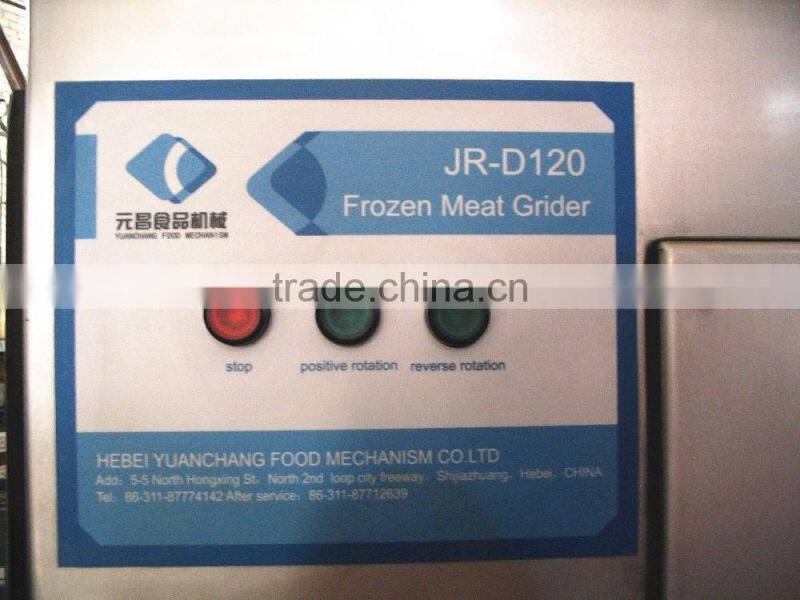 JR-D120
Frozen Meat Grider
元昌食品机械
YUANCHANG FOOD MECHANISM
trade.china.cn
stop
positive rotation
reverse rotation
HEBEI YUANCHANG FOOD MECHANISM CO.LTD
Add: 5-5 North Hongxing St, North 2nd loop city freeway, Shijiazhuang, Hebei, CHINA
Tel: 86-311-87774142 After service: 86-311-87712639